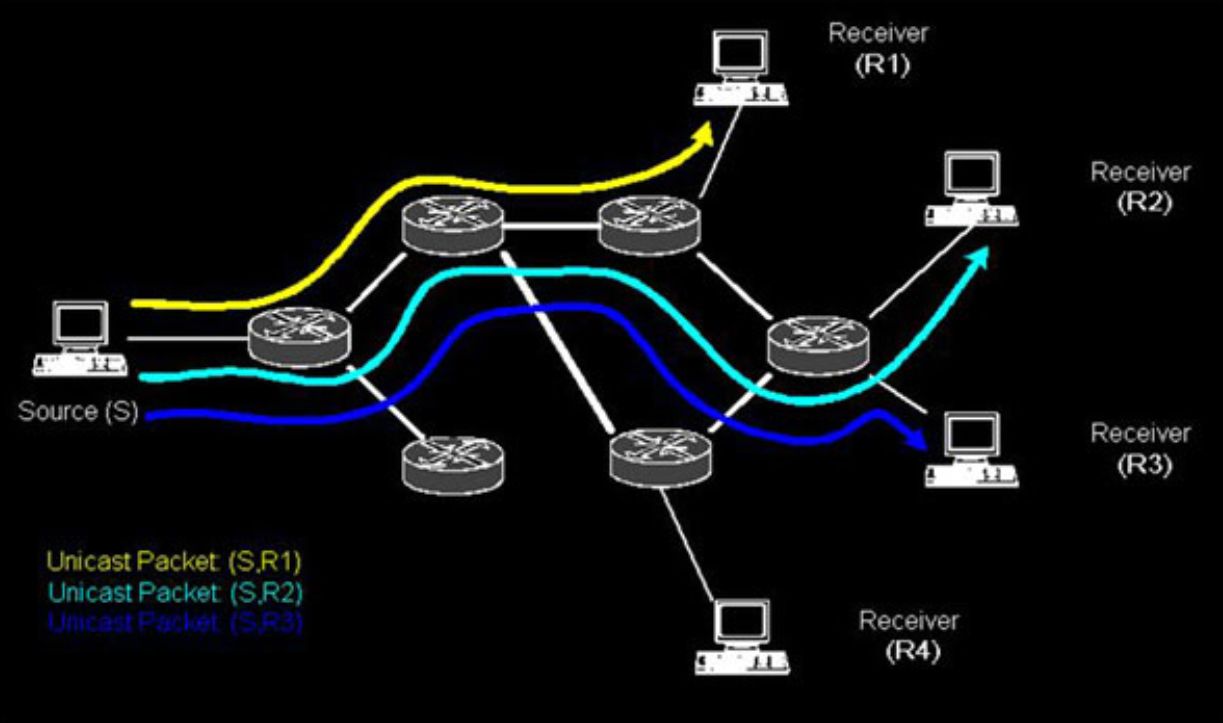 Receiver
(R1)
Receiver
(R2)
Source (S)
Receiver
(R3)
Unicast Packet: (S,R1)
Unicast Packet: (S,R2)
Unicast Packet: (S,R3)
Receiver
(R4)